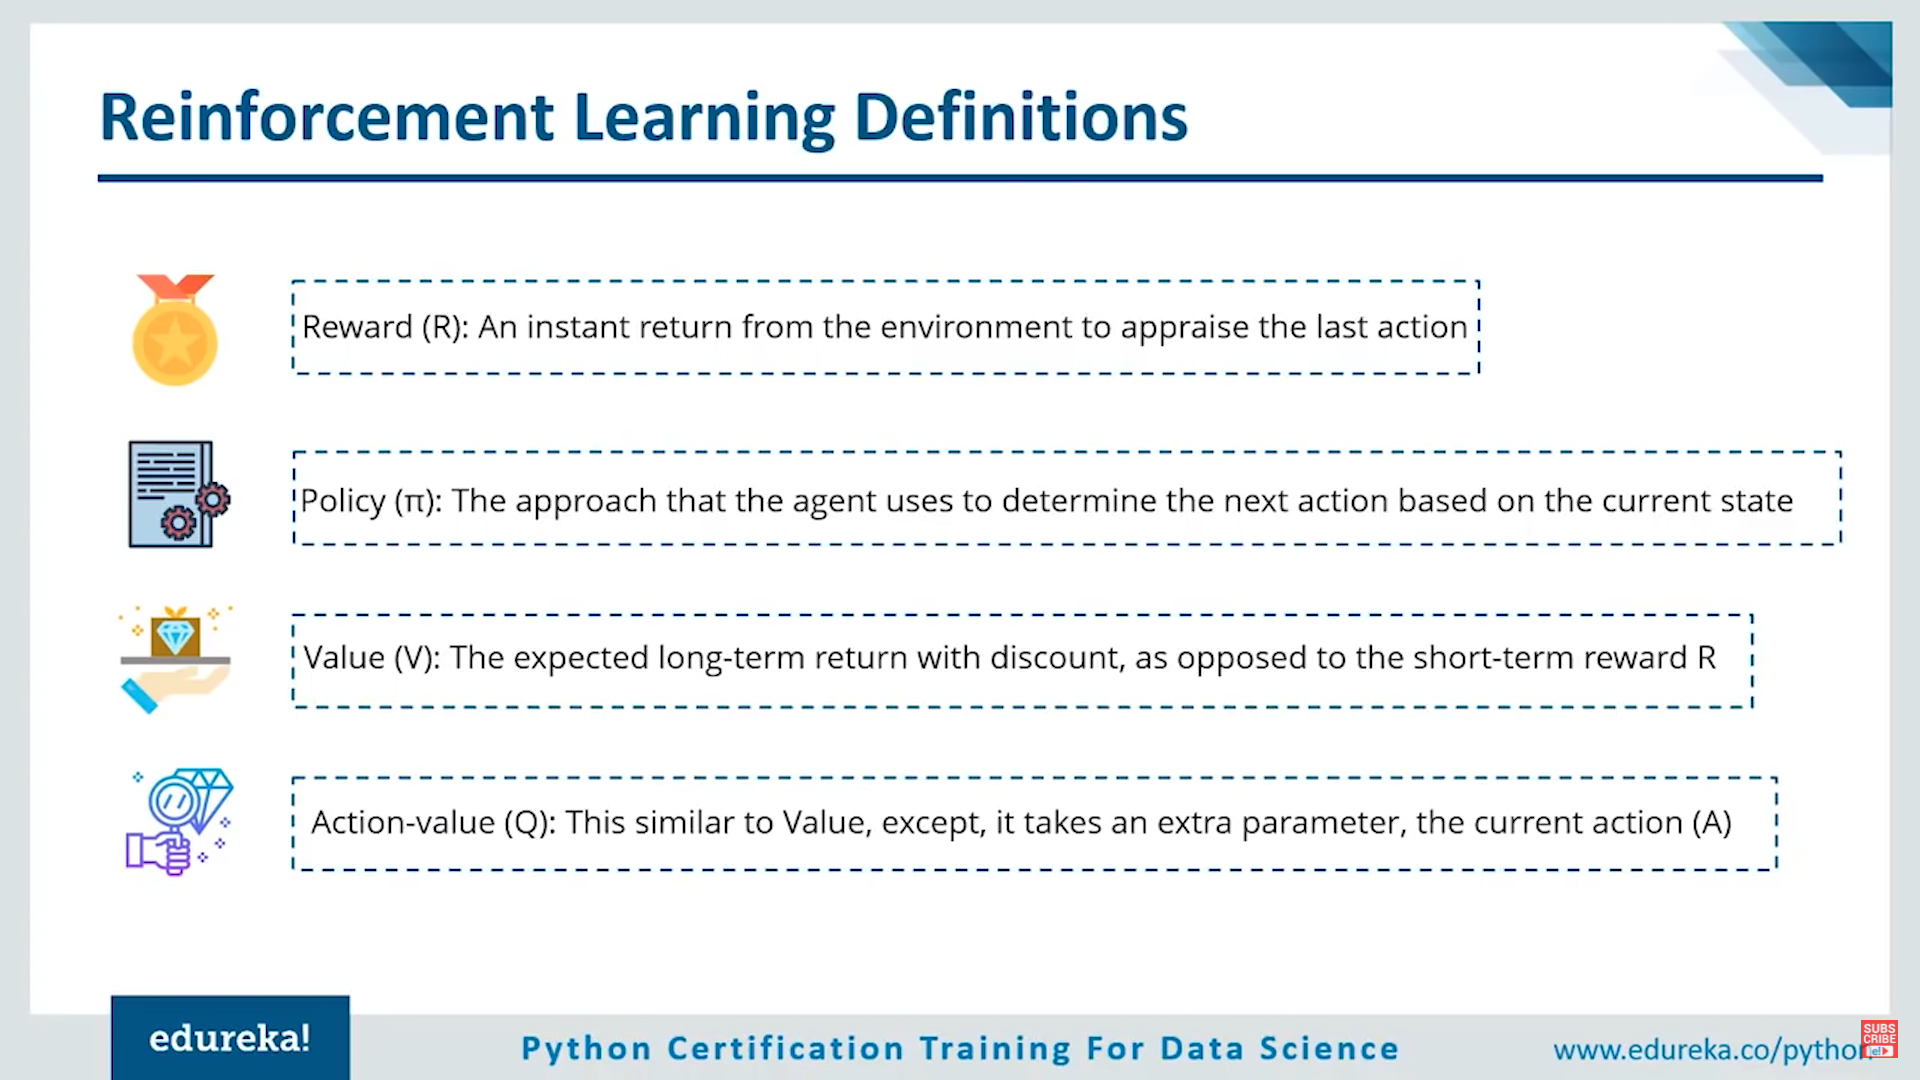 Reinforcement Learning Definitions
Reward (R): An instant return from the environment to appraise the last action
Policy (π): The approach that the agent uses to determine the next action based on the current state
Value (V): The expected long-term return with discount, as opposed to the short-term reward R
Action-value (Q): This similar to Value, except, it takes an extra parameter, the current action (A)
edureka!
Python Certification Training For Data Science
www.edureka.co/python
SUBS
CRIBE